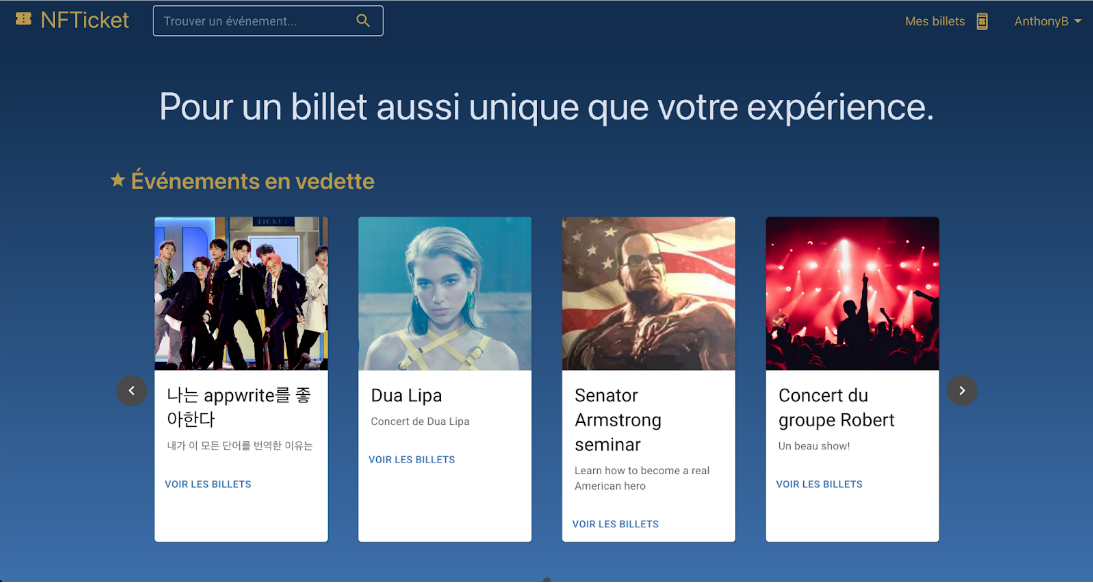 NFTicket
Trouver un événement...
Mes billets
AnthonyB
Pour un billet aussi unique que votre expérience.
Événements en vedette
TICKETS
나는 appwrite를 좋
아한다
내가 이 모든 단어를 번역한 이유는
VOIR LES BILLETS
Dua Lipa
Concert de Dua Lipa
VOIR LES BILLETS
Senator
Armstrong
seminar
Learn how to become a real
American hero
VOIR LES BILLETS
Concert du
groupe Robert
Un beau show!
VOIR LES BILLETS